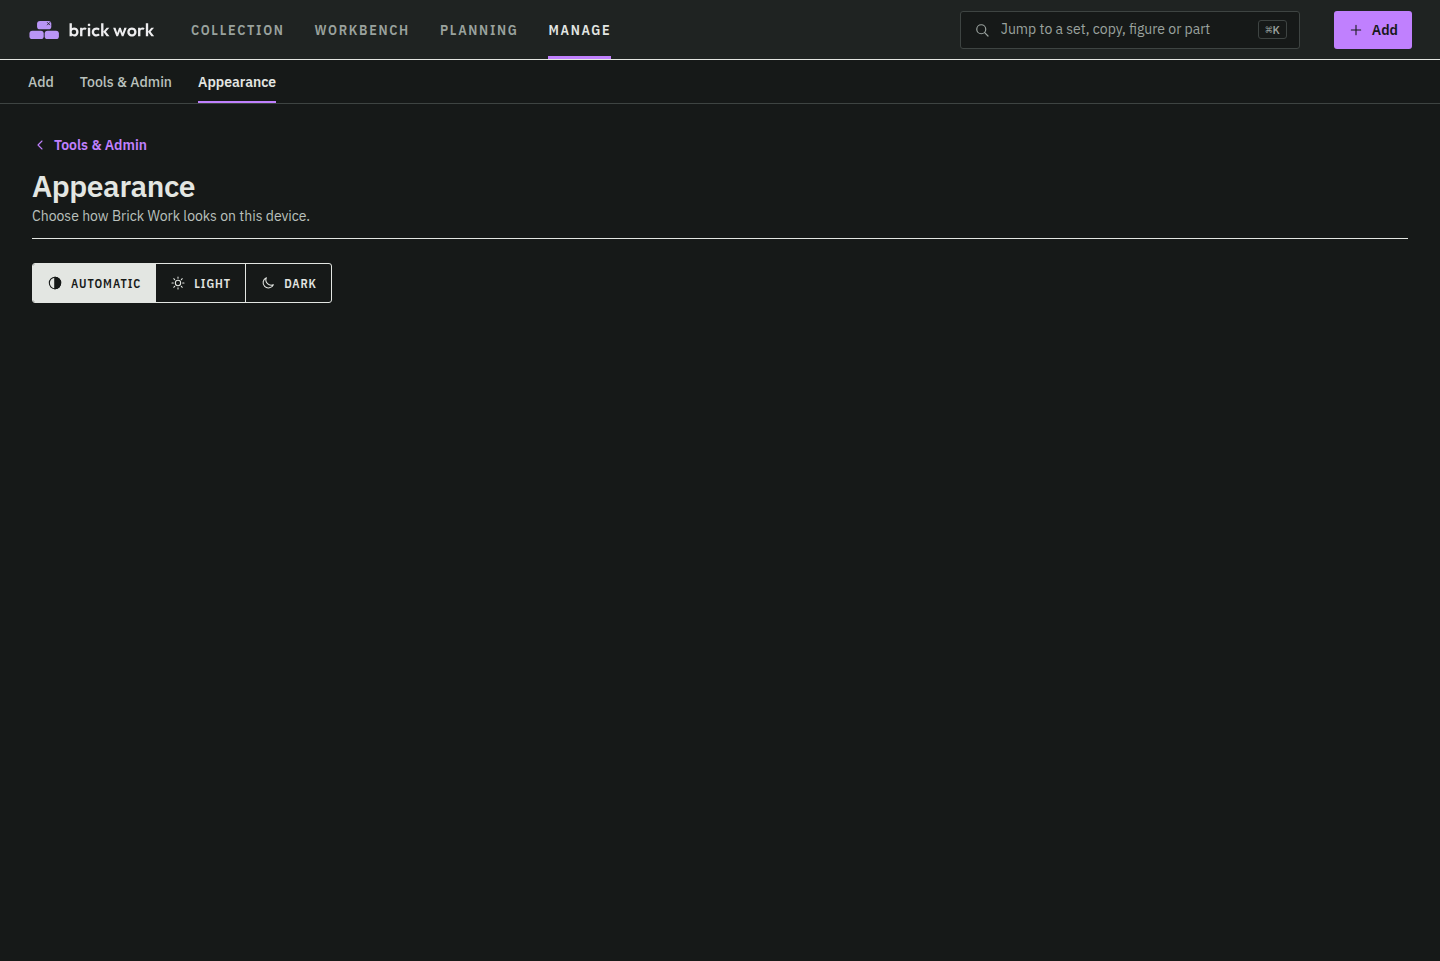 brick work
COLLECTION
WORKBENCH
PLANNING
MANAGE
Jump to a set, copy, figure or part
⌘K
Add
Add
Tools & Admin
Appearance
Tools & Admin
Appearance
Choose how Brick Work looks on this device.
AUTOMATIC
LIGHT
DARK